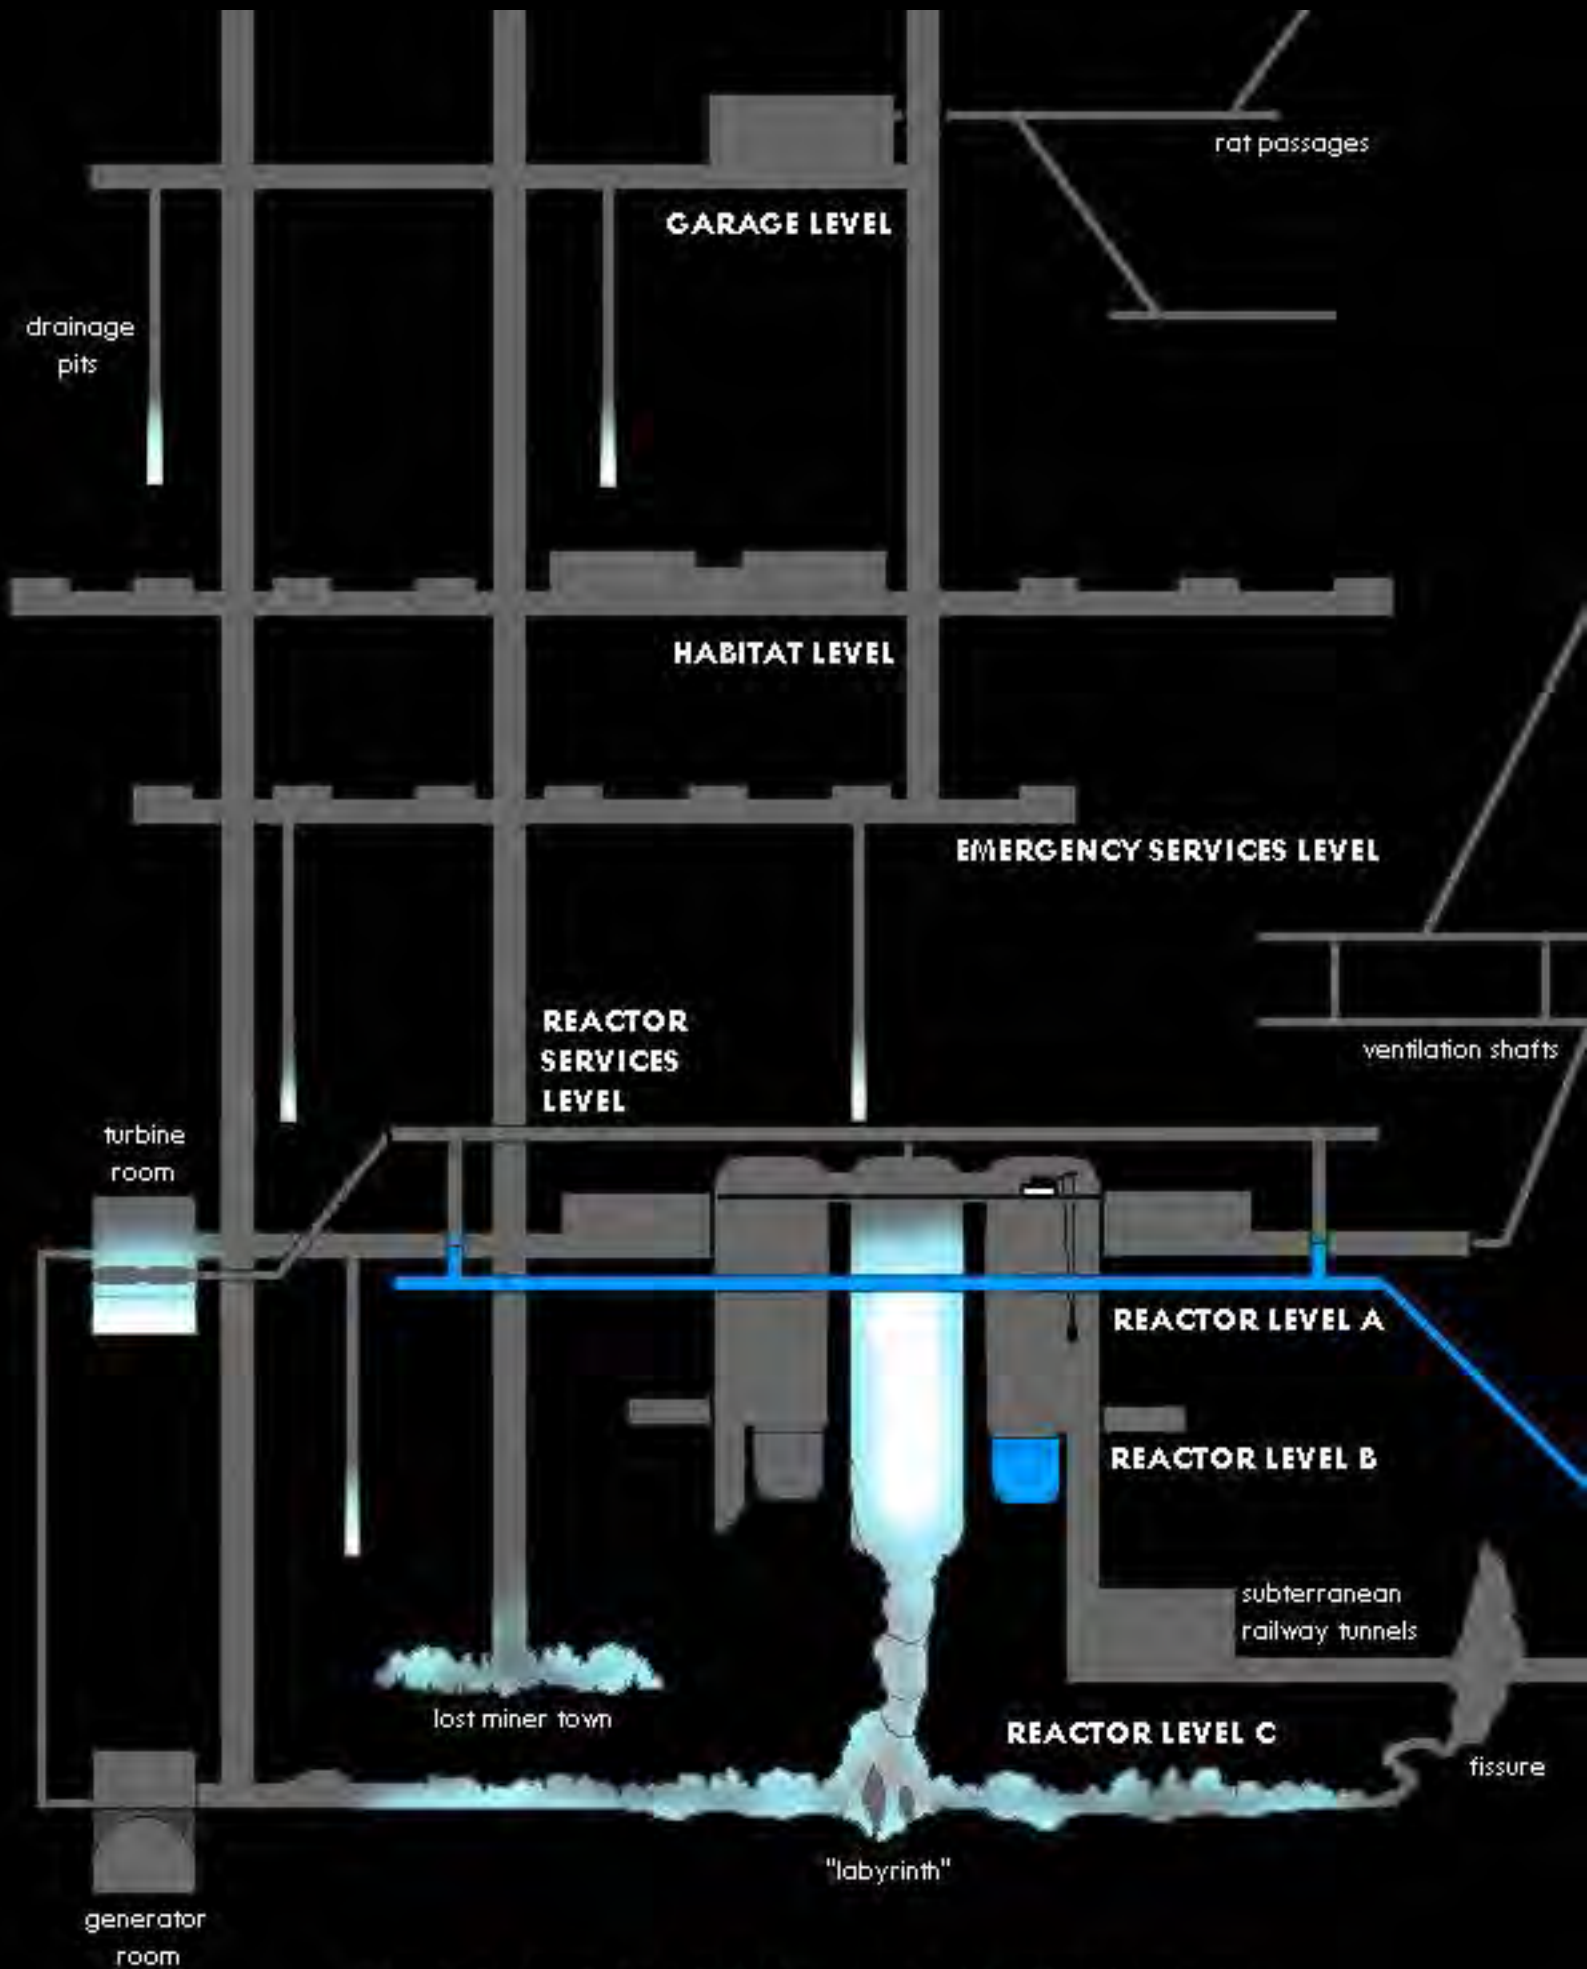 rat passages
GARAGE LEVEL
drainage
pits
HABITAT LEVEL
EMERGENCY SERVICES LEVEL
REACTOR
SERVICES
LEVEL
ventilation shafts
turbine
room
REACTOR LEVEL A
REACTOR LEVEL B
subterranean
railway tunnels
lost miner town
REACTOR LEVEL C
fissure
"labyrinth"
generator
room